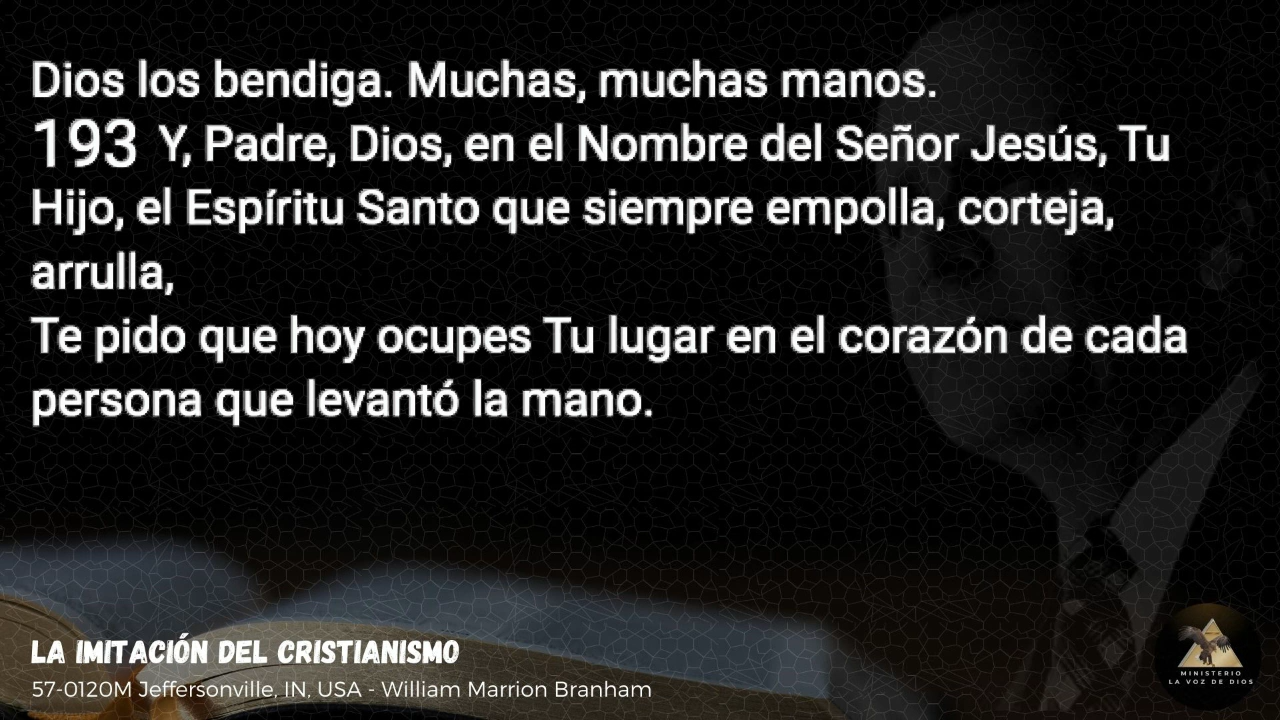 Dios los bendiga. Muchas, muchas manos.
193 Y, Padre, Dios, en el Nombre del Señor Jesús, Tu
Hijo, el Espíritu Santo que siempre empolla, corteja,
arrulla,
Te pido que hoy ocupes Tu lugar en el corazón de cada
persona que levantó la mano.
LA IMITACIÓN DEL CRISTIANISMO
57-0120M Jeffersonville, IN, USA - William Marrion Branham
MINISTERIO
LA VOZ DE DIOS